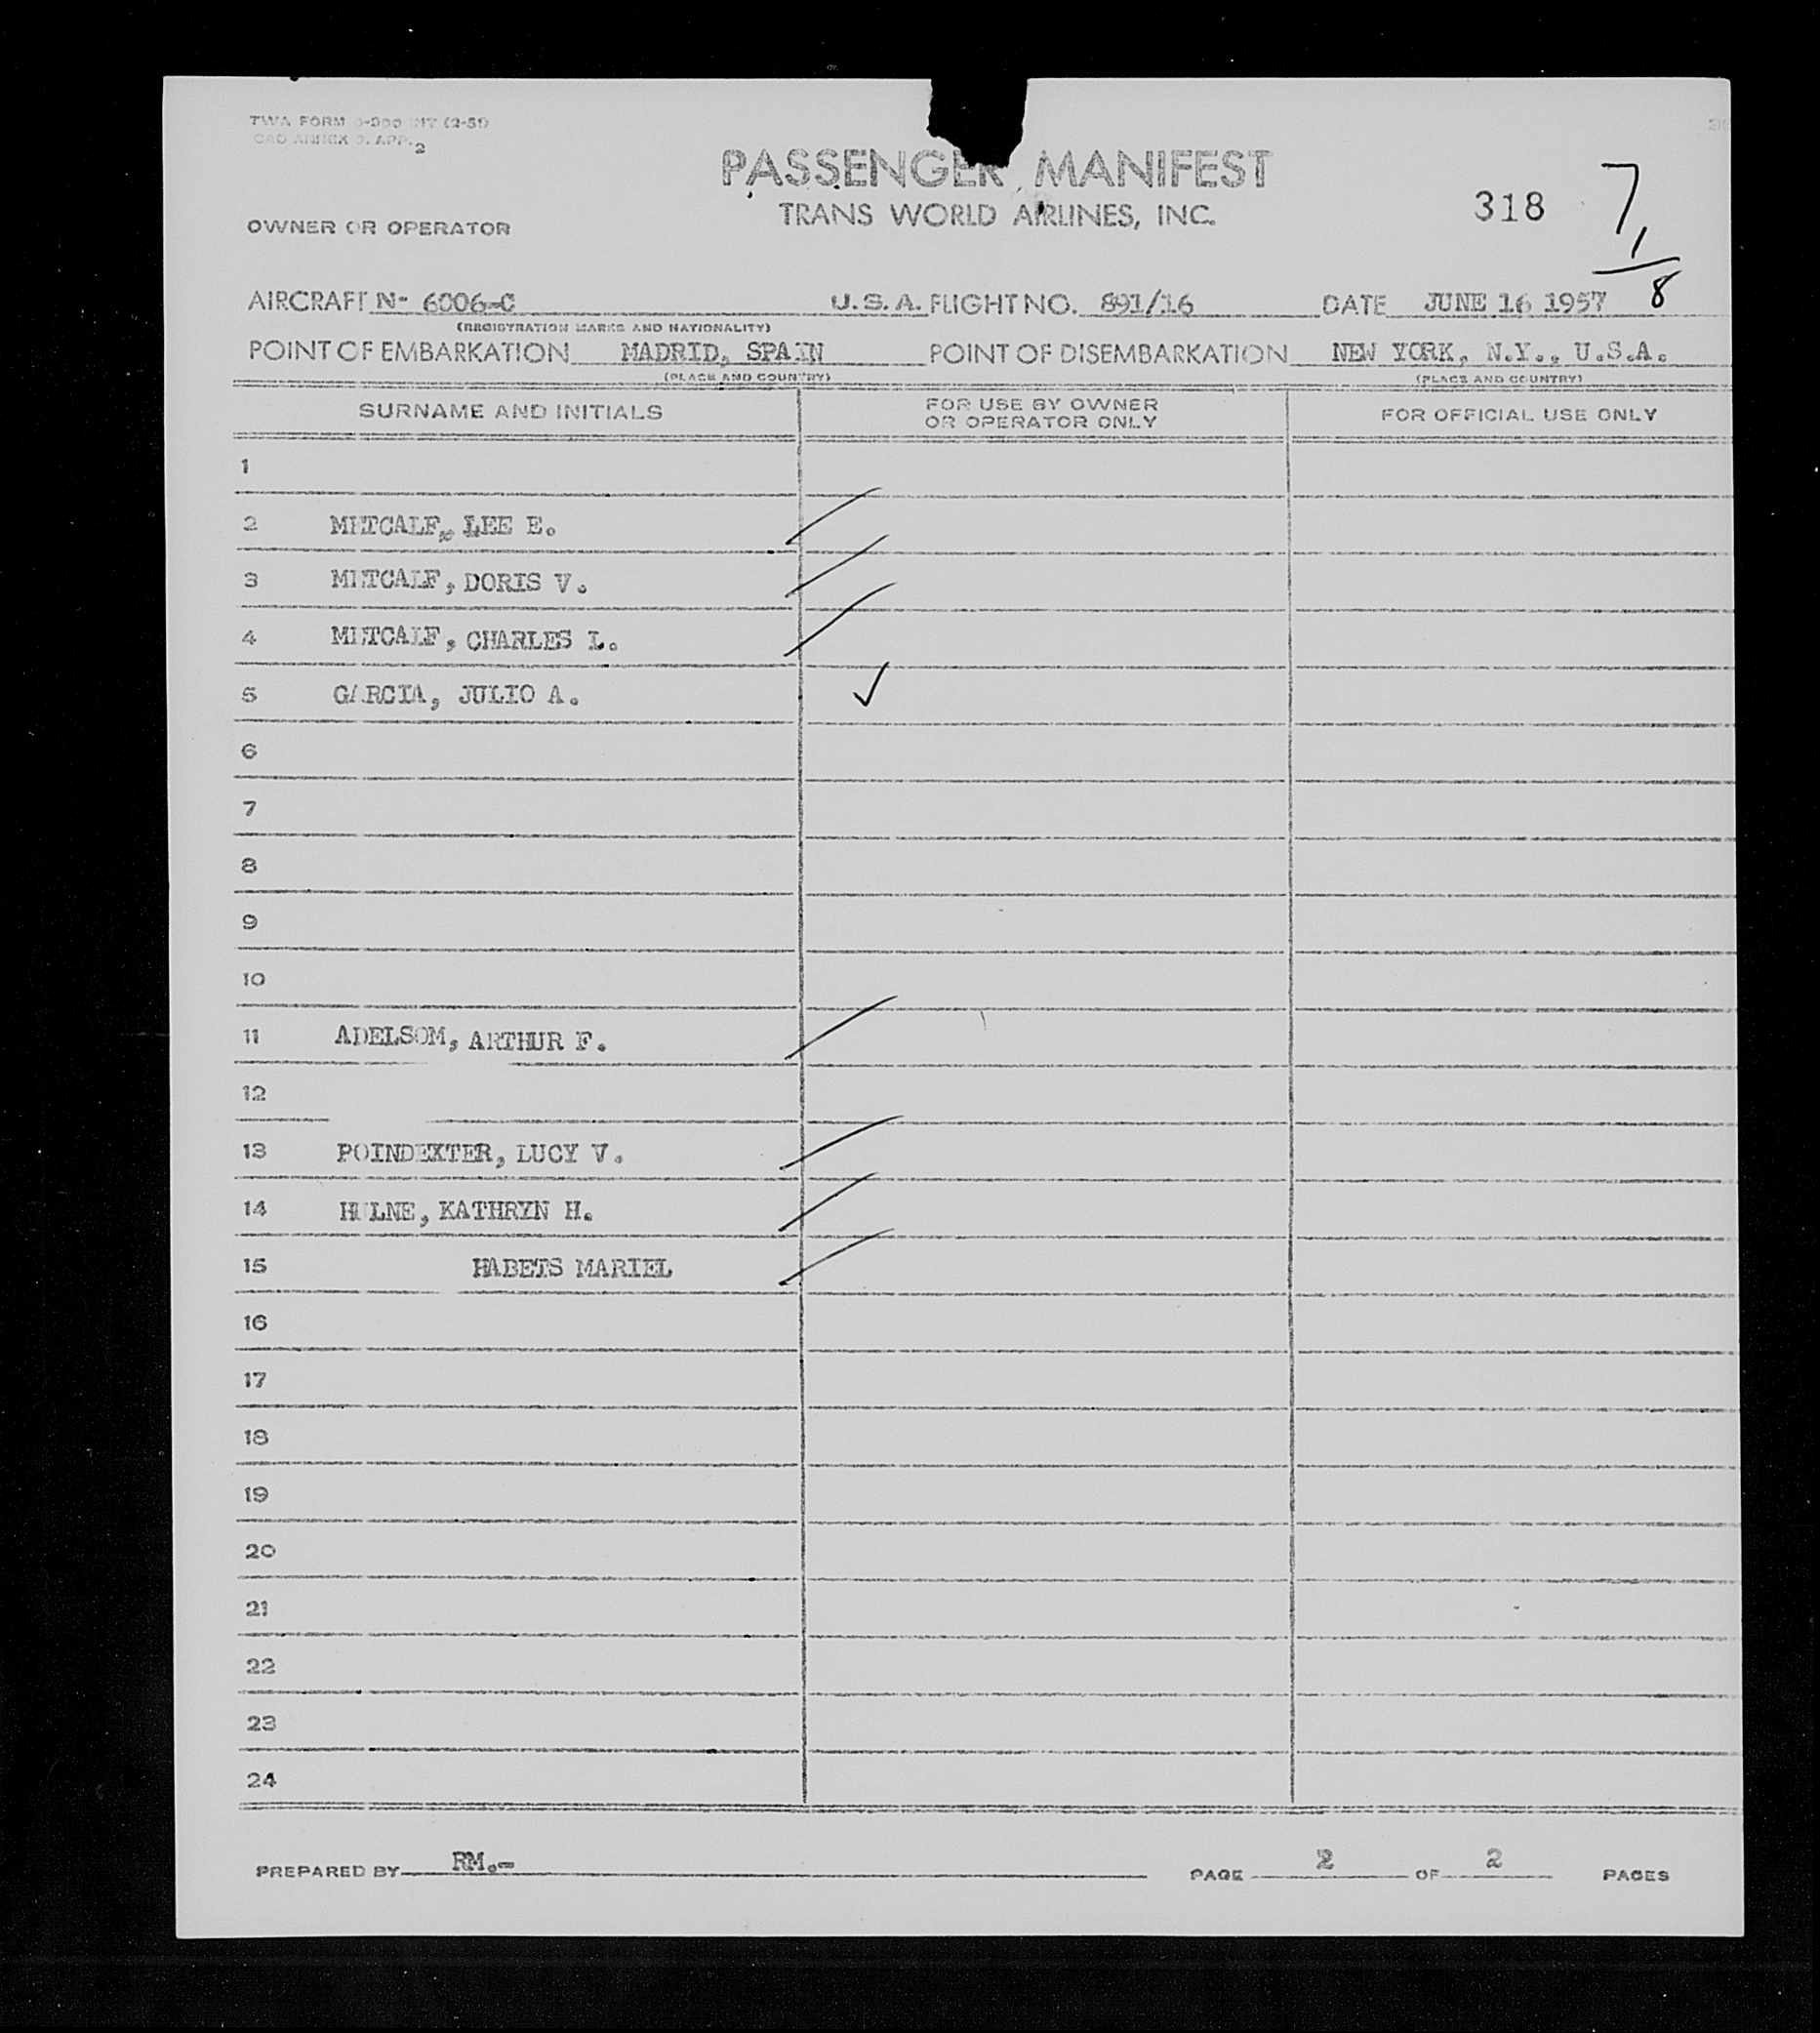 TWA FORM
CAO ANNEX 9. APP. 2
PASSENGER MANIFEST
TRANS WORLD AIRLINES, INC.
318 7/8
OWNER OR OPERATOR
AIRCRAFT N- 6006-C U.S.A. FLIGHT NO. 891/16 DATE JUNE 16 1957
(REGISTRATION MARKS AND NATIONALITY)
POINT OF EMBARKATION MADRID, SPAIN POINT OF DISEMBARKATION NEW YORK, N.Y., U.S.A.
(PLACE AND COUNTRY) (PLACE AND COUNTRY)
SURNAME AND INITIALS FOR USE BY OWNER OR OPERATOR ONLY FOR OFFICIAL USE ONLY
1
2 METCALF, LEE E.
3 METCALF, DORIS V.
4 METCALF, CHARLES L.
5 GARCIA, JULIO A. ✓
6
7
8
9
10
11 ADELSOM, ARTHUR F.
12
13 POINDEXTER, LUCY V.
14 HULNE, KATHRYN H.
15 HABETS MARIEL
16
17
18
19
20
21
22
23
24
PREPARED BY RM.- PAGE 2 OF 2 PAGES